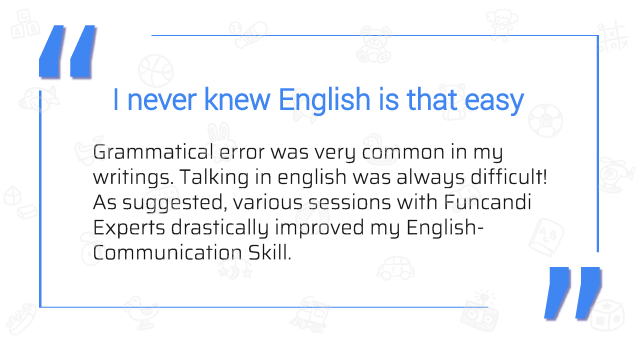 I never knew English is that easy
Grammatical error was very common in my
writings. Talking in english was always difficult!
As suggested, various sessions with Funcandi
Experts drastically improved my English-
Communication Skill.